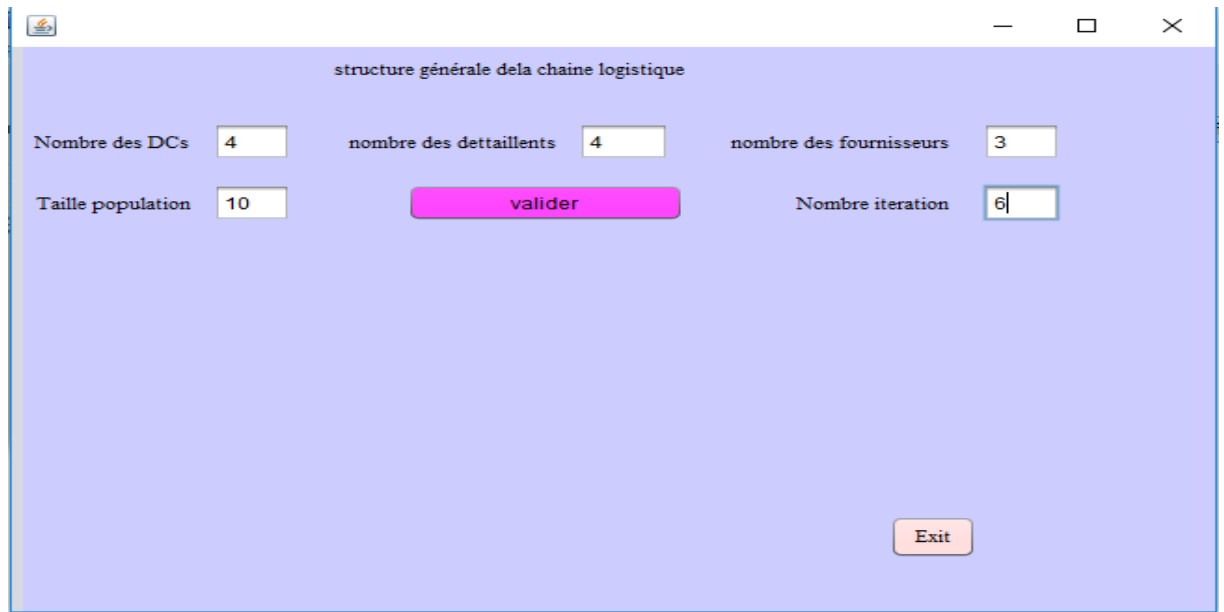 structure générale dela chaine logistique
Nombre des DCs 4 nombre des dettaillents 4 nombre des fournisseurs 3
Taille population 10 valider Nombre iteration 6
Exit